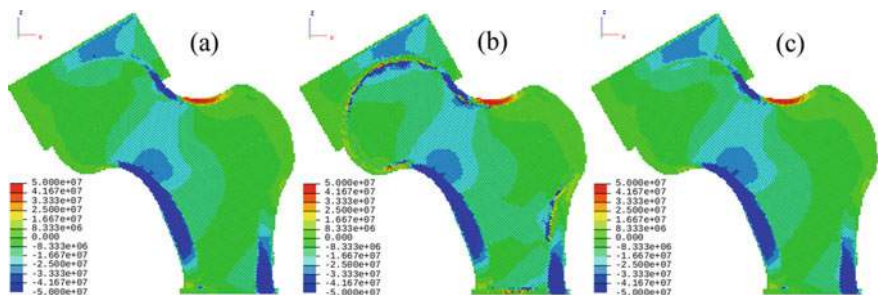 z
x
(a)
5.000e+07
4.167e+07
3.333e+07
2.500e+07
1.667e+07
8.333e+06
0.000
-8.333e+06
-1.667e+07
-2.500e+07
-3.333e+07
-4.167e+07
-5.000e+07
z
x
(b)
5.000e+07
4.167e+07
3.333e+07
2.500e+07
1.667e+07
8.333e+06
0.000
-8.333e+06
-1.667e+07
-2.500e+07
-3.333e+07
-4.167e+07
-5.000e+07
z
x
(c)
5.000e+07
4.167e+07
3.333e+07
2.500e+07
1.667e+07
8.333e+06
0.000
-8.333e+06
-1.667e+07
-2.500e+07
-3.333e+07
-4.167e+07
-5.000e+07